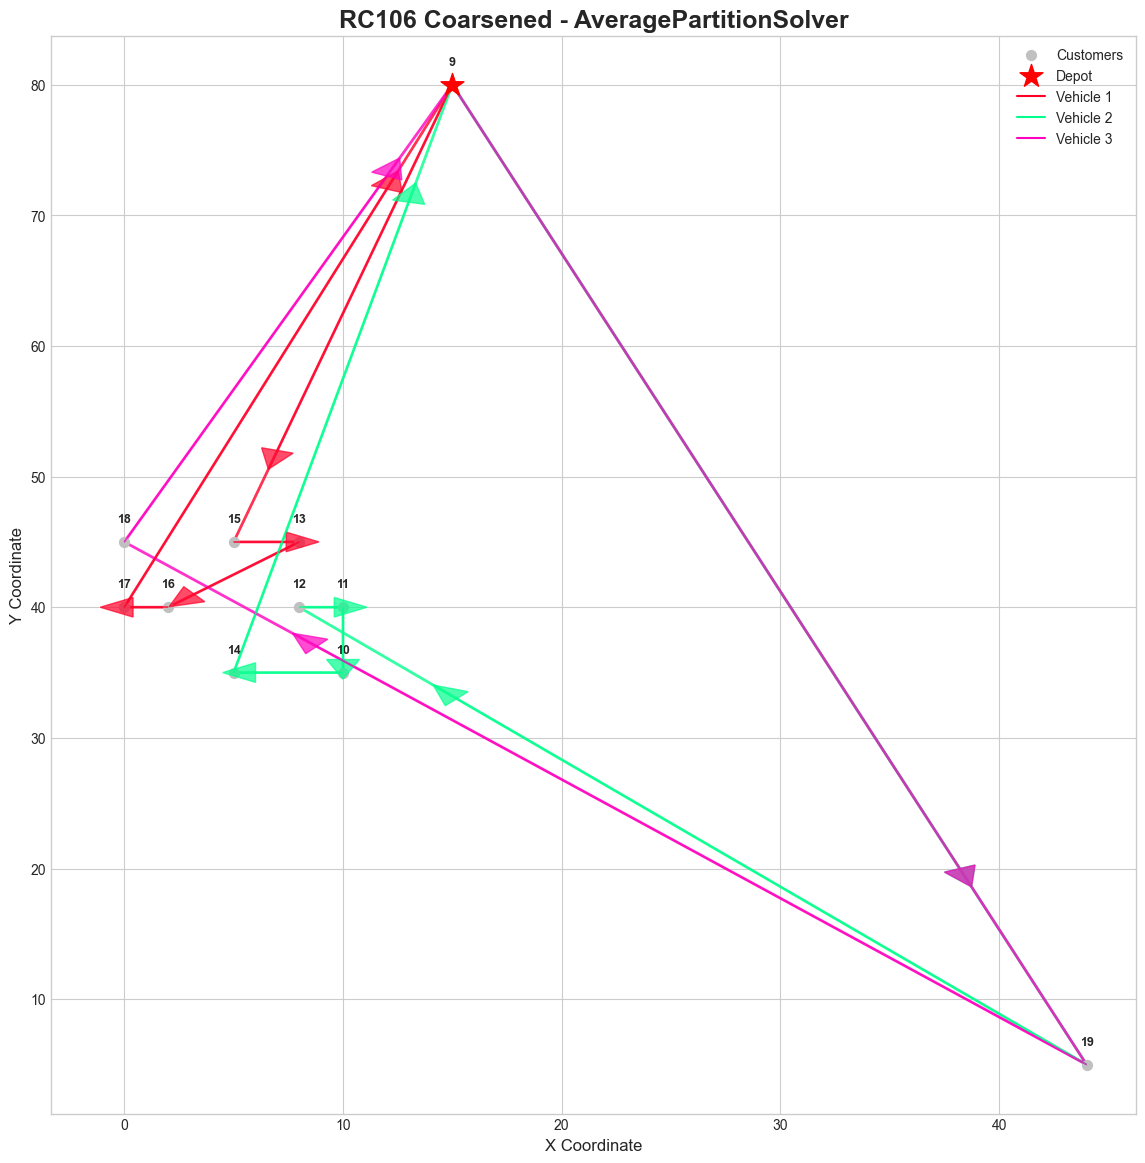 RC106 Coarsened - AveragePartitionSolver
Customers
Depot
Vehicle 1
Vehicle 2
Vehicle 3
9
80
70
60
50
18 15 13
17 16 12 11
40
14 10
30
20
10
19
0 10 20 30 40
X Coordinate
Y Coordinate